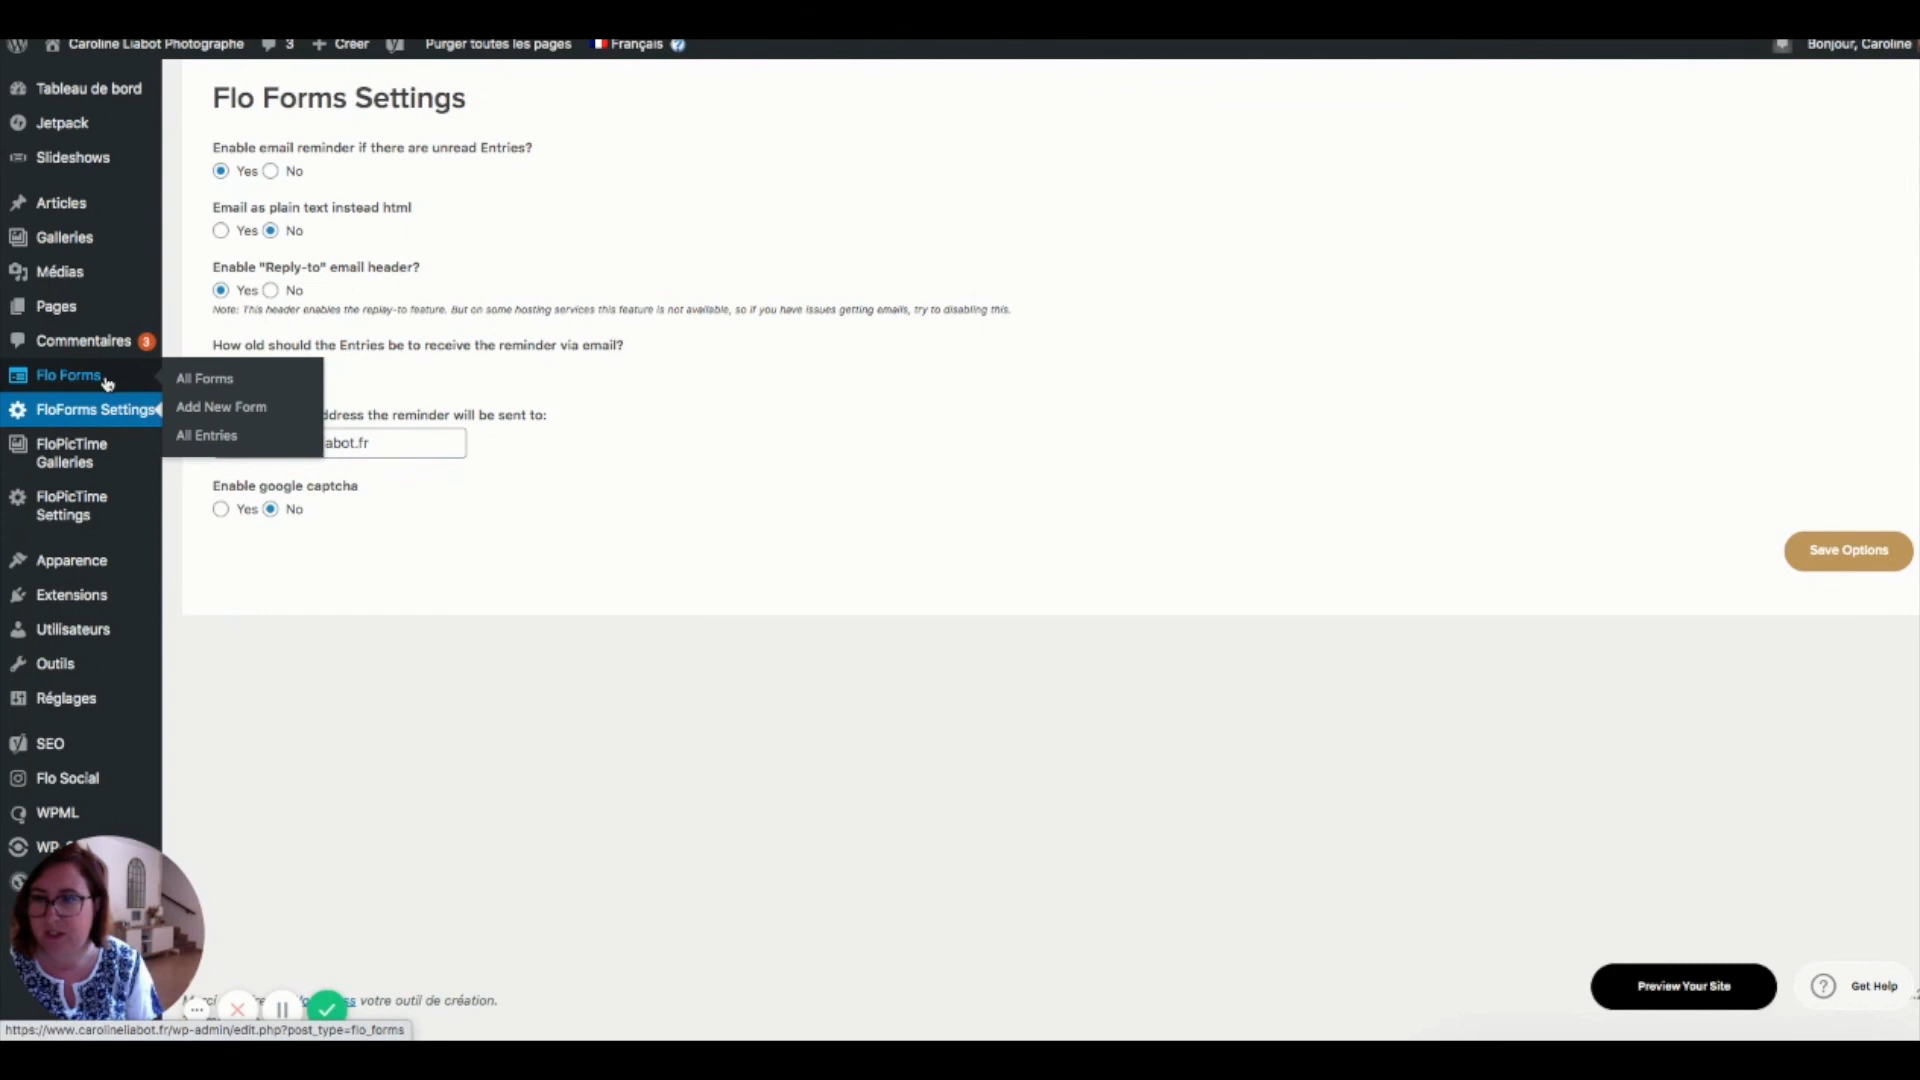 Caroline Liabot Photographe
3
Créer
Purger toutes les pages
Français
Bonjour, Caroline
Tableau de bord
Jetpack
Slideshows
Articles
Galleries
Médias
Pages
Commentaires 3
Flo Forms
FloForms Settings
FloPicTime
Galleries
FloPicTime
Settings
Apparence
Extensions
Utilisateurs
Outils
Réglages
SEO
Flo Social
WPML
All Forms
Add New Form
All Entries
Flo Forms Settings
Enable email reminder if there are unread Entries?
Yes No
Email as plain text instead html
Yes No
Enable "Reply-to" email header?
Yes No
Note: This header enables the replay-to feature. But on some hosting services this feature is not available, so if you have issues getting emails, try to disabling this.
How old should the Entries be to receive the reminder via email?
the reminder will be sent to:
abot.fr
Enable google captcha
Yes No
Save Options
Preview Your Site
Get Help
votre outil de création.
https://www.carolineliabot.fr/wp-admin/edit.php?post_type=flo_forms